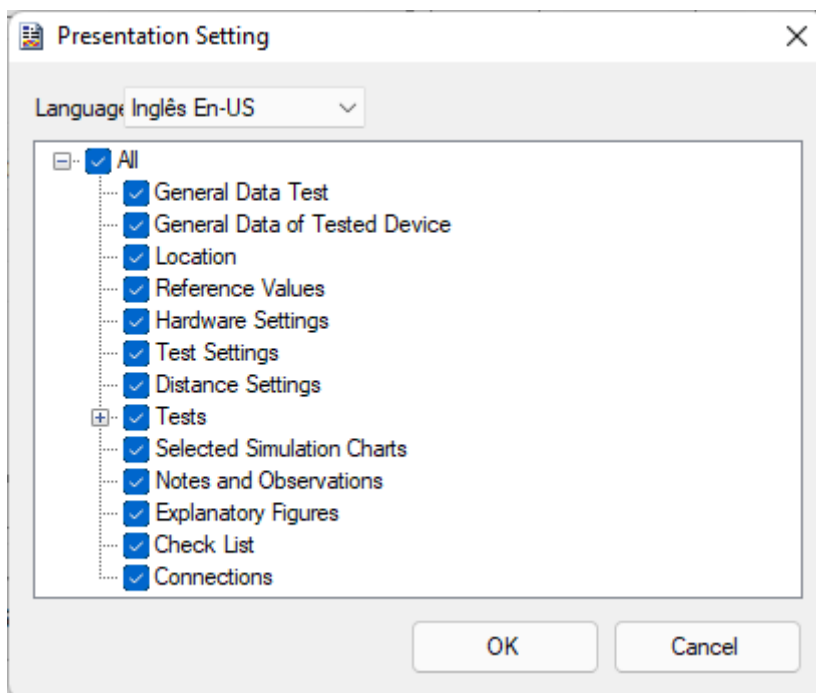 Presentation Setting
Language Inglês En-US
All
General Data Test
General Data of Tested Device
Location
Reference Values
Hardware Settings
Test Settings
Distance Settings
Tests
Selected Simulation Charts
Notes and Observations
Explanatory Figures
Check List
Connections
OK Cancel